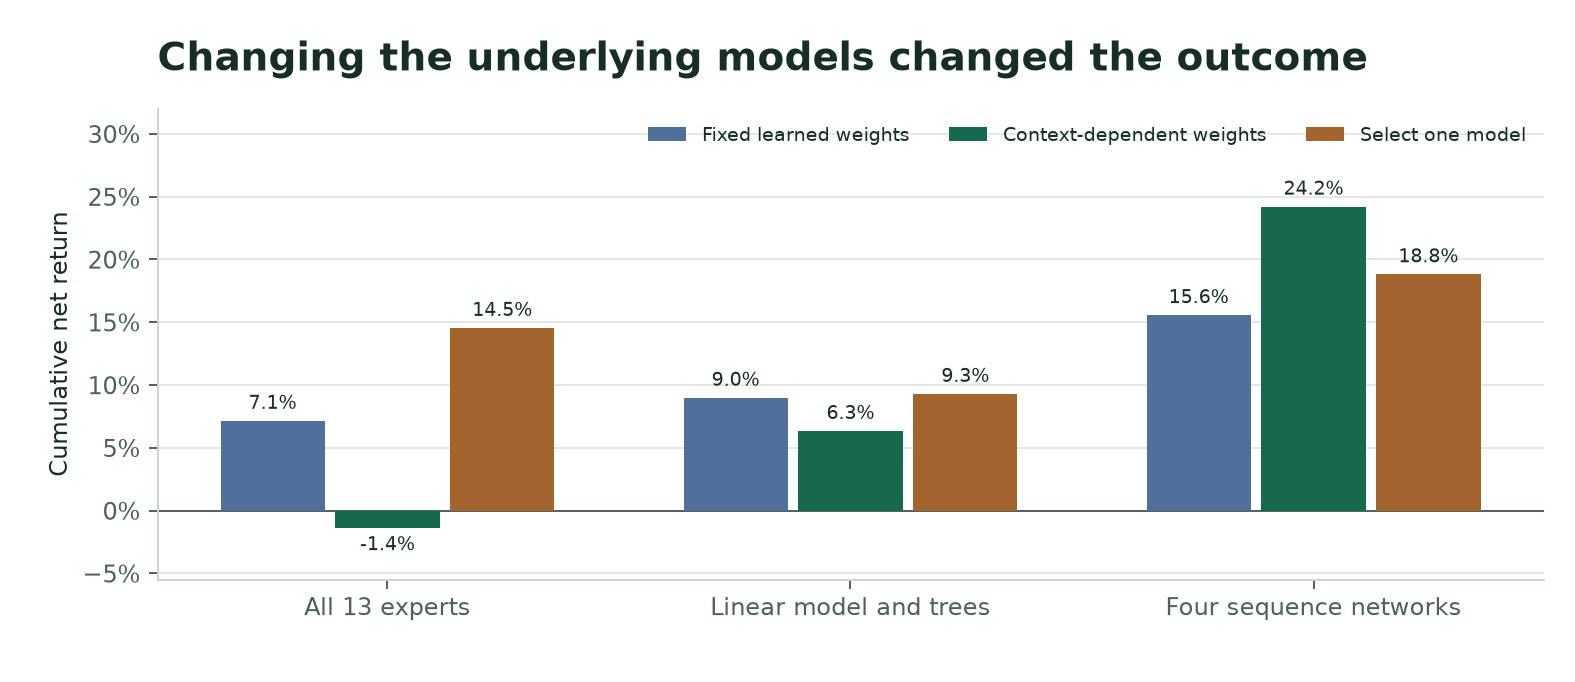 Changing the underlying models changed the outcome
Fixed learned weights
Context-dependent weights
Select one model
Cumulative net return
30%
25%
20%
15%
10%
5%
0%
−5%
7.1%
-1.4%
14.5%
9.0%
6.3%
9.3%
15.6%
24.2%
18.8%
All 13 experts
Linear model and trees
Four sequence networks